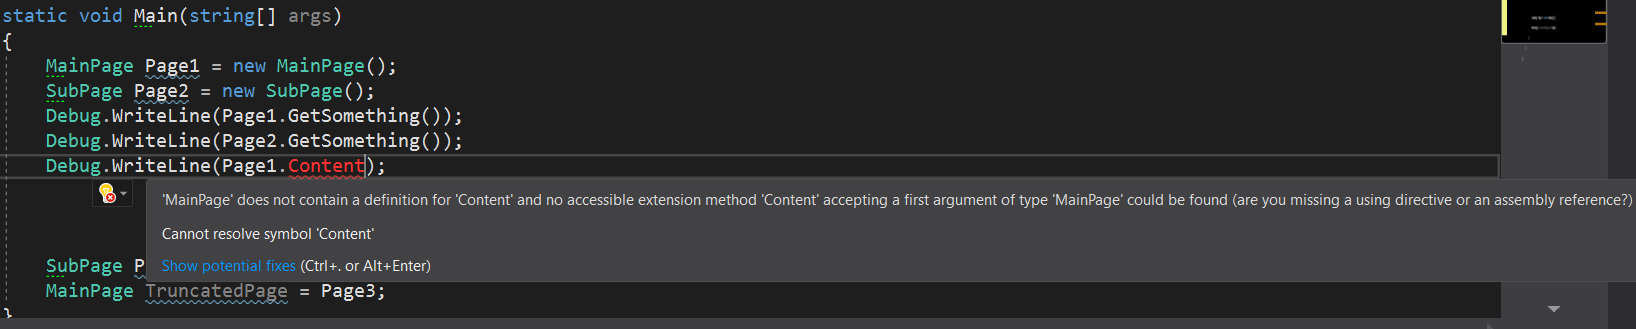 static void Main(string[] args)
{
MainPage Page1 = new MainPage();
SubPage Page2 = new SubPage();
Debug.WriteLine(Page1.GetSomething());
Debug.WriteLine(Page2.GetSomething());
Debug.WriteLine(Page1.Content);
'MainPage' does not contain a definition for 'Content' and no accessible extension method 'Content' accepting a first argument of type 'MainPage' could be found (are you missing a using directive or an assembly reference?)
Cannot resolve symbol 'Content'
Show potential fixes (Ctrl+. or Alt+Enter)
SubPage P
MainPage TruncatedPage = Page3;
}